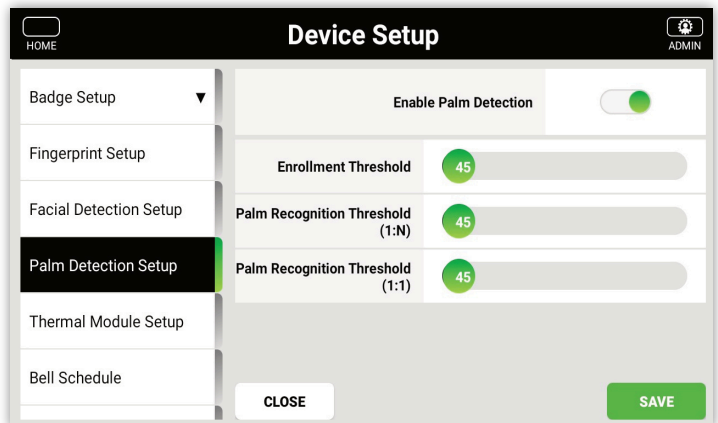 HOME
Device Setup
ADMIN
Badge Setup ▼
Fingerprint Setup
Facial Detection Setup
Palm Detection Setup
Thermal Module Setup
Bell Schedule
Enable Palm Detection
Enrollment Threshold
45
Palm Recognition Threshold
(1:N)
45
Palm Recognition Threshold
(1:1)
45
CLOSE
SAVE